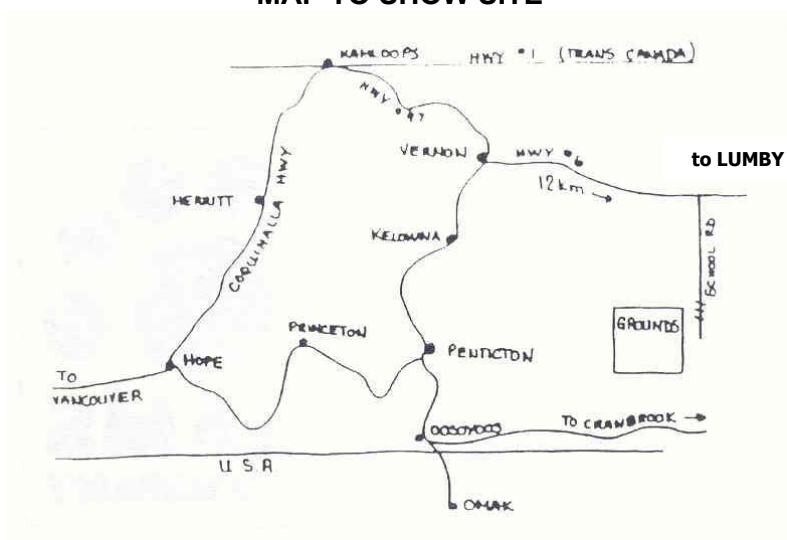 MAP TO SHOW SITE
KAMLOOPS
HWY #1 (TRANS CANADA)
HWY #97
VERNON
HWY #6
to LUMBY
12km →
MERRITT
COQUIHALLA HWY
KELOWNA
SCHOOL RD
GROUNDS
PRINCETON
PENTICTON
HOPE
TO
VANCOUVER
OOSOYOOS
TO CRANBROOK →
U S A
OMAK